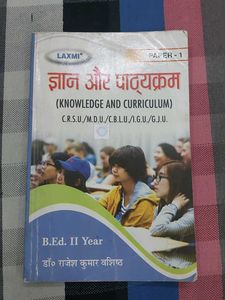 LAXMI
PAPER - 1
ज्ञान और पाठ्यक्रम
(KNOWLEDGE AND CURRICULUM)
C.R.S.U./M.D.U./C.B.L.U./I.G.U./G.J.U.
B.Ed. II Year
डॉ० राजेश कुमार वशिष्ठ